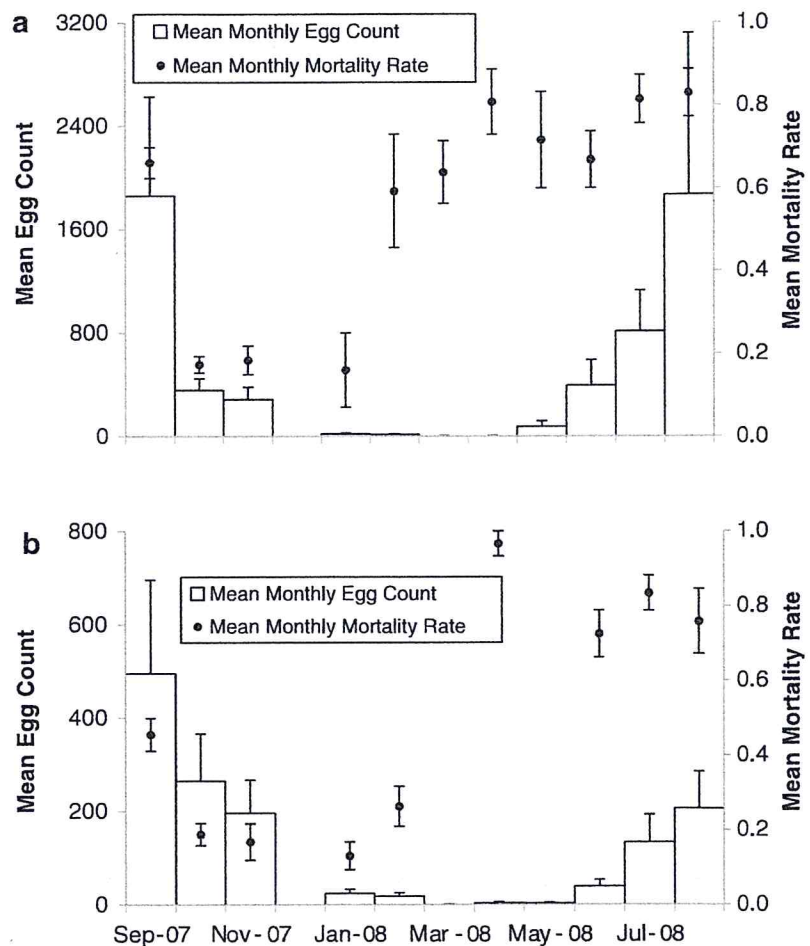 a
3200
2400
1600
800
0
Mean Egg Count
Mean Monthly Egg Count
Mean Monthly Mortality Rate
1.0
0.8
0.6
0.4
0.2
0.0
Mean Mortality Rate
b
800
600
400
200
0
Mean Egg Count
Mean Monthly Egg Count
Mean Monthly Mortality Rate
1.0
0.8
0.6
0.4
0.2
0.0
Mean Mortality Rate
Sep-07 Nov-07 Jan-08 Mar-08 May-08 Jul-08